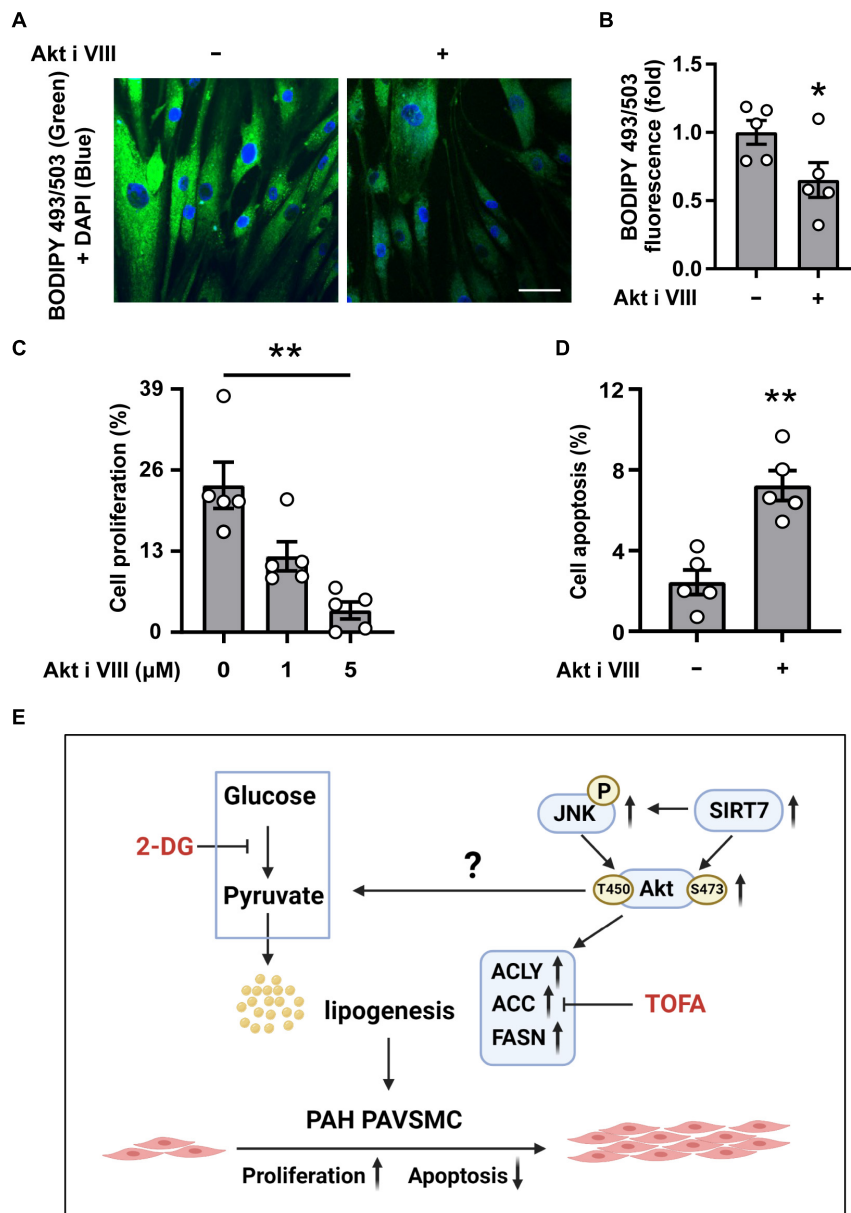 A
Akt i VIII
–
+
BODIPY 493/503 (Green)
+ DAPI (Blue)
B
BODIPY 493/503
fluorescence (fold)
1.5
1.0
0.5
0.0
*
Akt i VIII
–
+
C
Cell proliferation (%)
39
26
13
0
**
Akt i VIII (µM)
0
1
5
D
Cell apoptosis (%)
12
8
4
0
**
Akt i VIII
–
+
E
Glucose
2-DG
Pyruvate
?
P
JNK
SIRT7
T450
Akt
S473
ACLY
ACC
FASN
TOFA
lipogenesis
PAH PAVSMC
Proliferation
Apoptosis